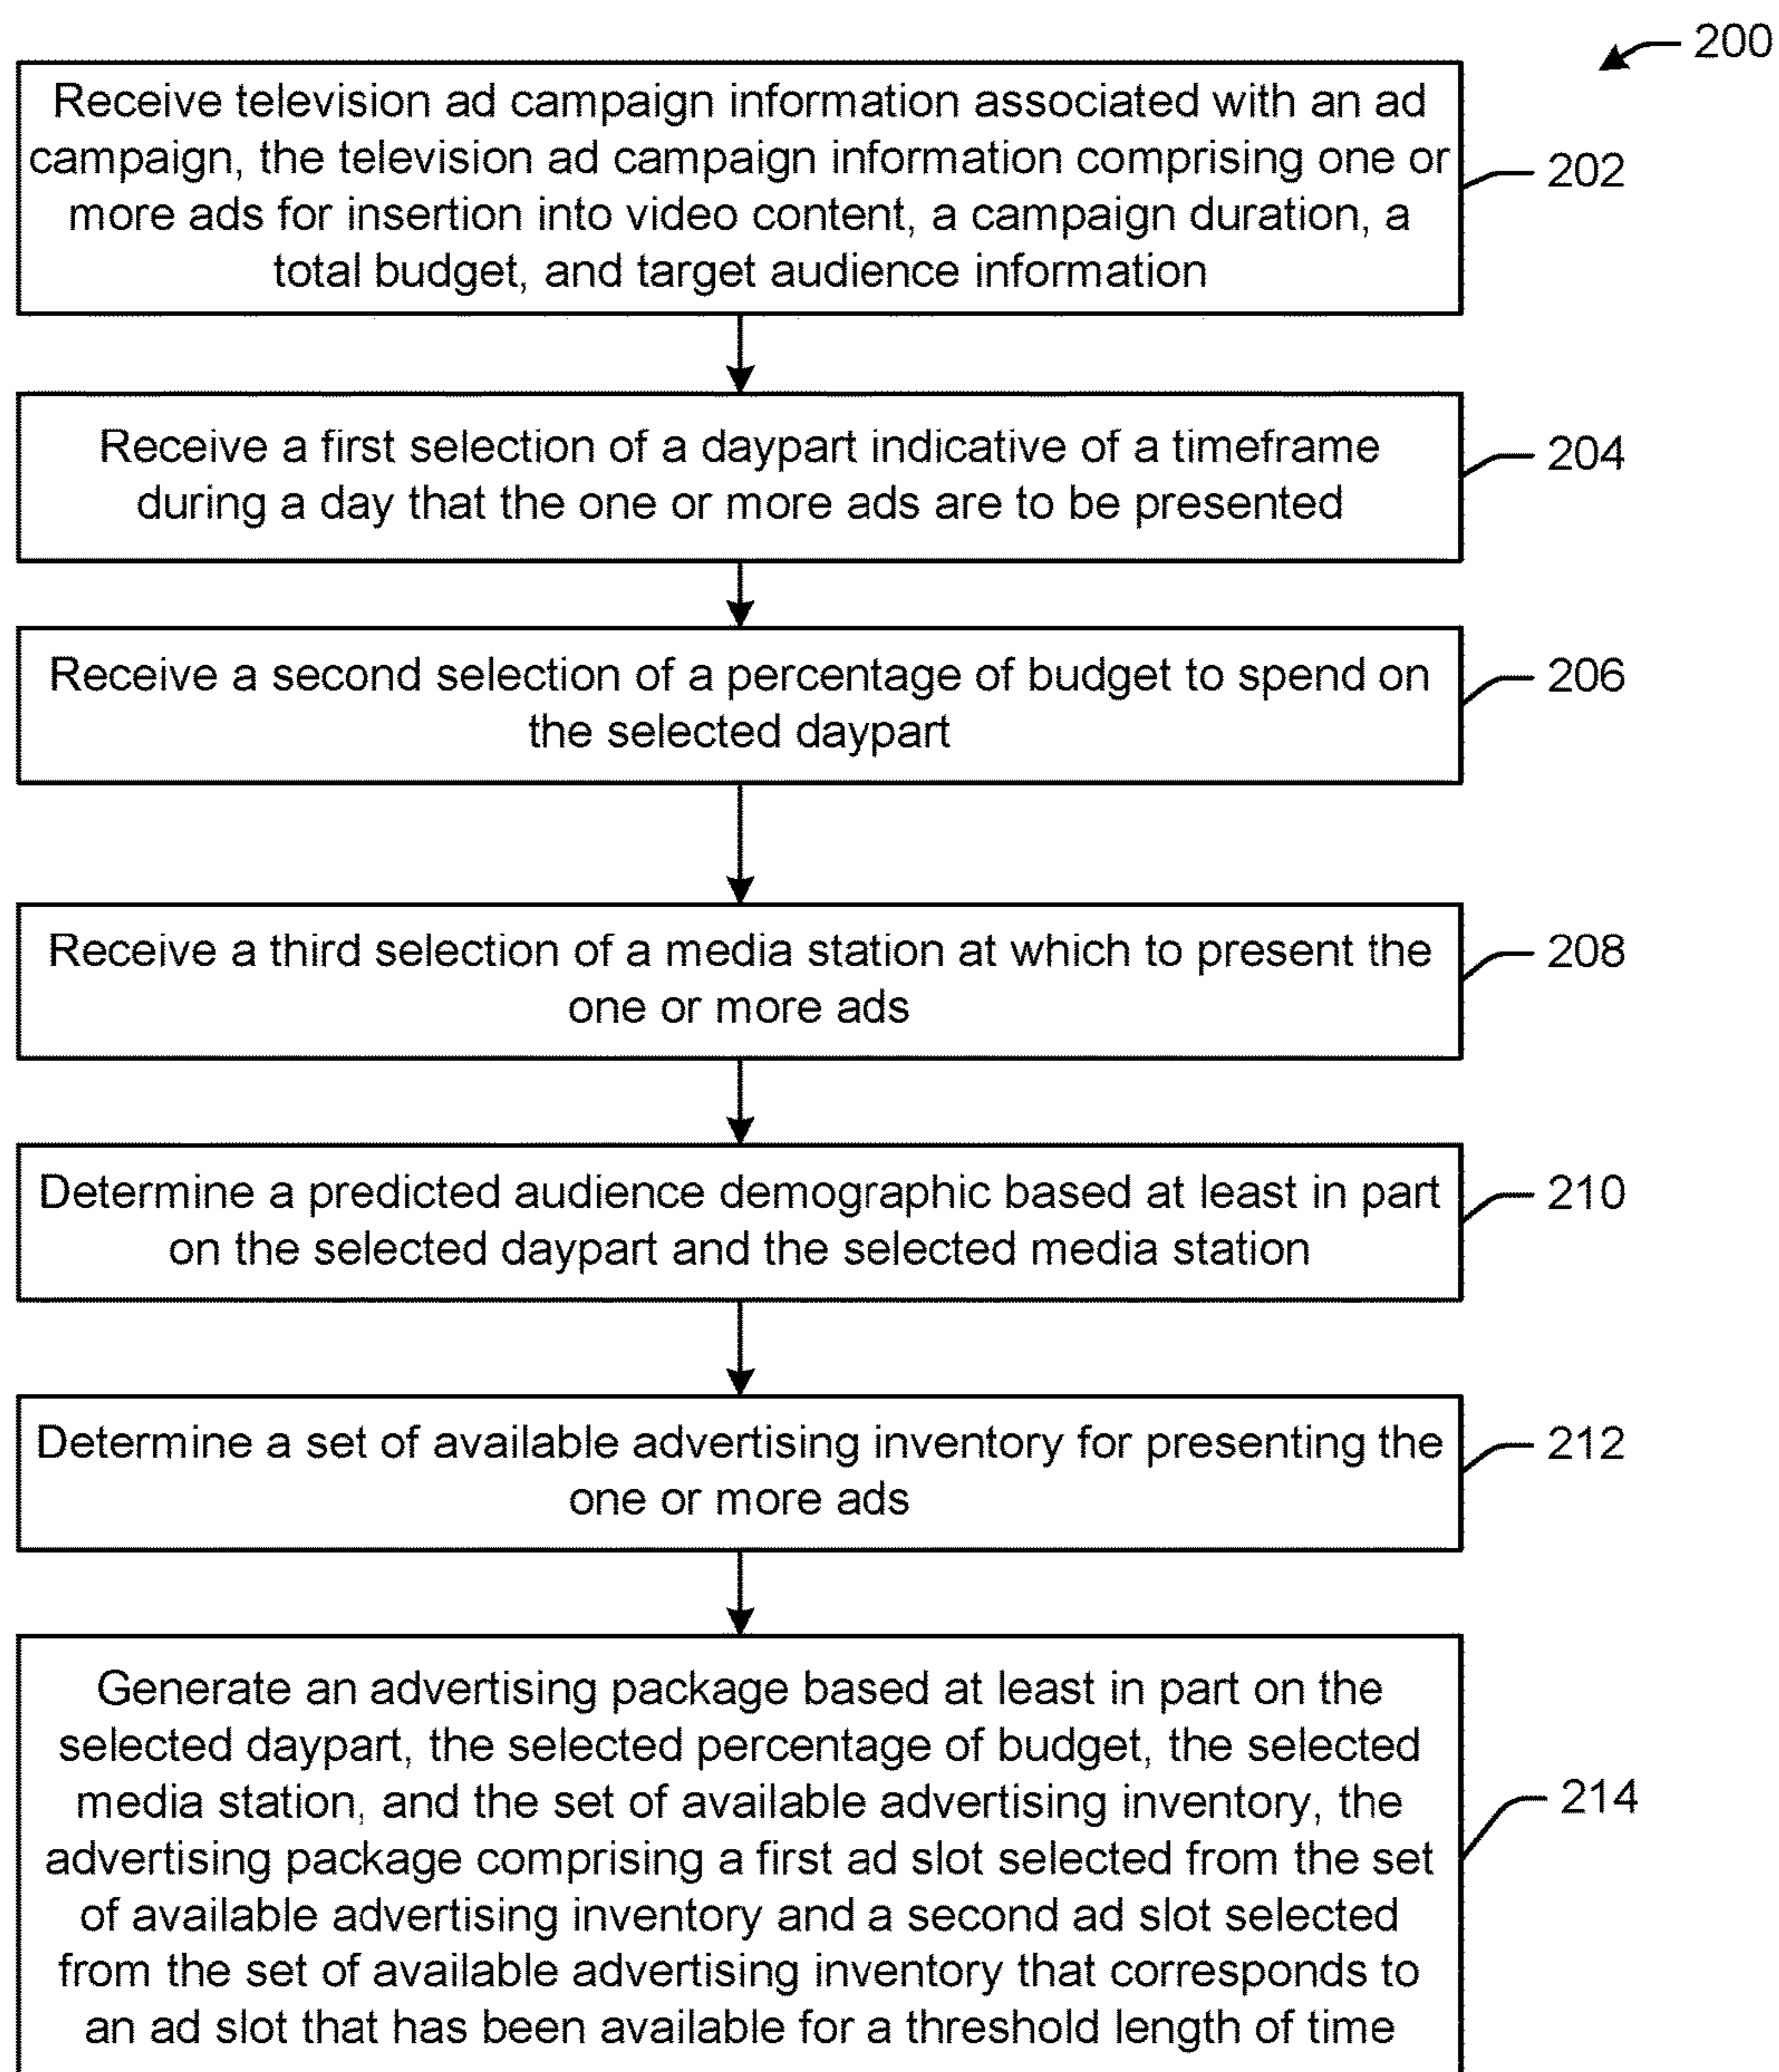 200
Receive television ad campaign information associated with an ad
campaign, the television ad campaign information comprising one or
more ads for insertion into video content, a campaign duration, a
total budget, and target audience information
202
Receive a first selection of a daypart indicative of a timeframe
during a day that the one or more ads are to be presented
204
Receive a second selection of a percentage of budget to spend on
the selected daypart
206
Receive a third selection of a media station at which to present the
one or more ads
208
Determine a predicted audience demographic based at least in part
on the selected daypart and the selected media station
210
Determine a set of available advertising inventory for presenting the
one or more ads
212
Generate an advertising package based at least in part on the
selected daypart, the selected percentage of budget, the selected
media station, and the set of available advertising inventory, the
advertising package comprising a first ad slot selected from the set
of available advertising inventory and a second ad slot selected
from the set of available advertising inventory that corresponds to
an ad slot that has been available for a threshold length of time
214